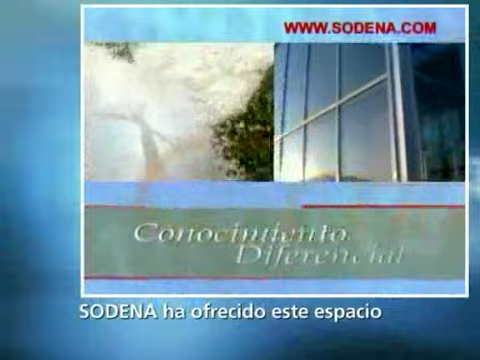 WWW.SODENA.COM
Conocimiento
Diferencial
SODENA ha ofrecido este espacio